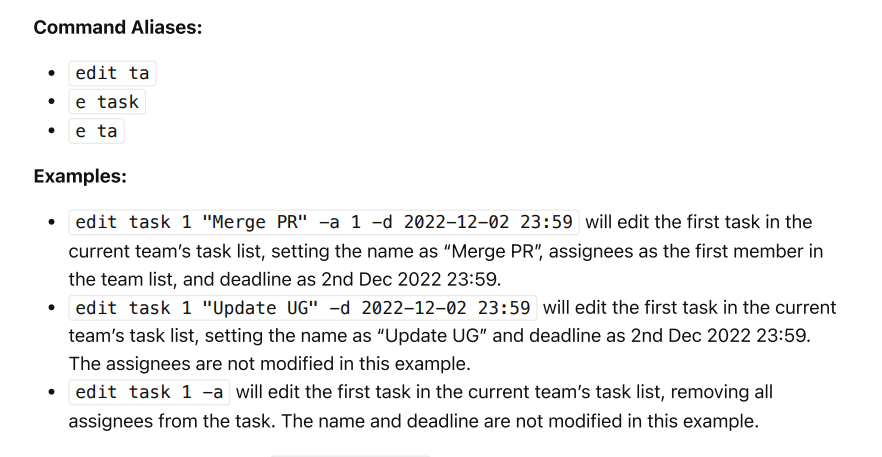 Command Aliases:
• edit ta
• e task
• e ta
Examples:
• edit task 1 "Merge PR" -a 1 -d 2022-12-02 23:59 will edit the first task in the
current team’s task list, setting the name as “Merge PR”, assignees as the first member in
the team list, and deadline as 2nd Dec 2022 23:59.
• edit task 1 "Update UG" -d 2022-12-02 23:59 will edit the first task in the current
team’s task list, setting the name as “Update UG” and deadline as 2nd Dec 2022 23:59.
The assignees are not modified in this example.
• edit task 1 -a will edit the first task in the current team’s task list, removing all
assignees from the task. The name and deadline are not modified in this example.